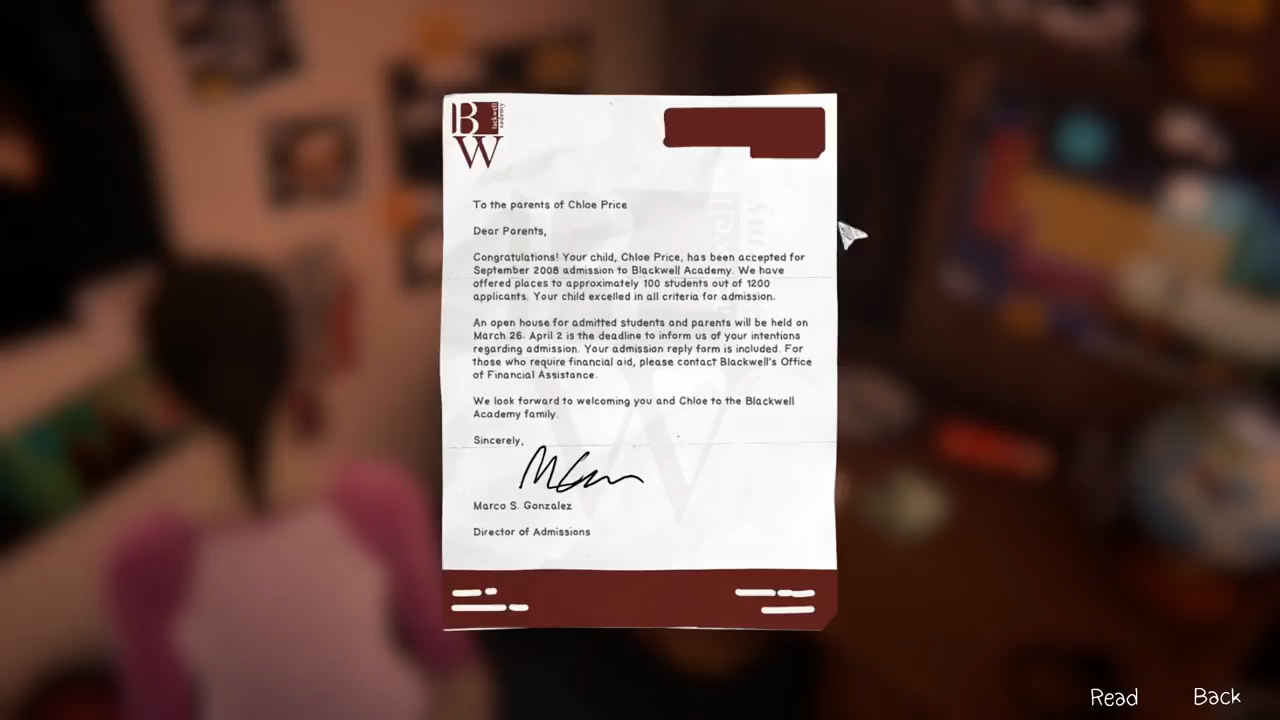 B
lackwell
cademy
W
To the parents of Chloe Price
Dear Parents,
Congratulations! Your child, Chloe Price, has been accepted for
September 2008 admission to Blackwell Academy. We have
offered places to approximately 100 students out of 1200
applicants. Your child excelled in all criteria for admission.
An open house for admitted students and parents will be held on
March 26. April 2 is the deadline to inform us of your intentions
regarding admission. Your admission reply form is included. For
those who require financial aid, please contact Blackwell's Office
of Financial Assistance.
We look forward to welcoming you and Chloe to the Blackwell
Academy family.
Sincerely,
Marco S. Gonzalez
Director of Admissions
Read Back